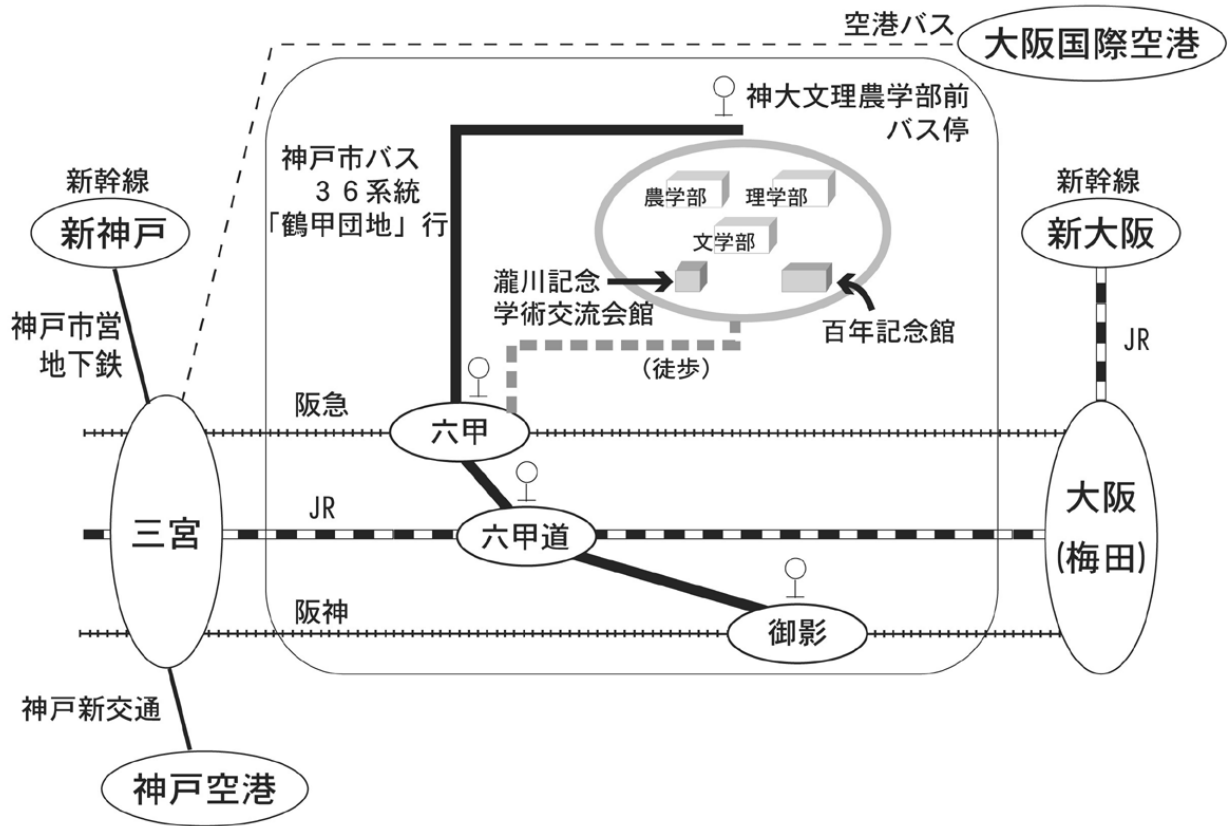 空港バス
大阪国際空港
神大文理農学部前
バス停
神戸市バス
３６系統
「鶴甲団地」行
農学部
理学部
文学部
新幹線
新神戸
新幹線
新大阪
瀧川記念
学術交流会館
百年記念館
神戸市営
地下鉄
JR
（徒歩）
阪急
六甲
三宮
JR
六甲道
大阪
(梅田)
阪神
御影
神戸新交通
神戸空港